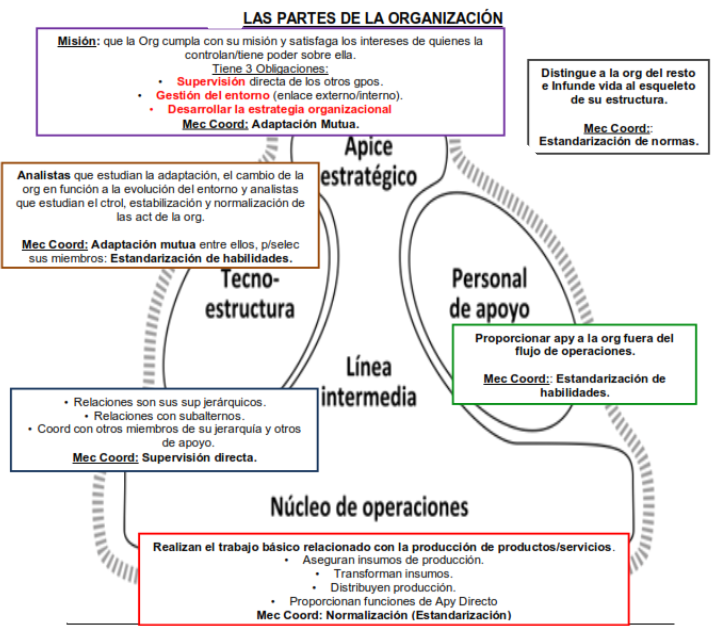 LAS PARTES DE LA ORGANIZACIÓN
Misión: que la Org cumpla con su misión y satisfaga los intereses de quienes la
controlan/tiene poder sobre ella.
Tiene 3 Obligaciones:
• Supervisión directa de los otros gpos.
• Gestión del entorno (enlace externo/interno).
• Desarrollar la estrategia organizacional
Mec Coord: Adaptación Mutua.
Distingue a la org del resto
e Infunde vida al esqueleto
de su estructura.
Mec Coord::
Estandarización de normas.
Apice
estratégico
Analistas que estudian la adaptación, el cambio de la
org en función a la evolución del entorno y analistas
que estudian el ctrol, estabilización y normalización de
las act de la org.
Mec Coord: Adaptación mutua entre ellos, p/selec
sus miembros: Estandarización de habilidades.
Tecno-
estructura
Personal
de apoyo
Proporcionar apy a la org fuera del
flujo de operaciones.
Mec Coord:: Estandarización de
habilidades.
Línea
intermedia
• Relaciones son sus sup jerárquicos.
• Relaciones con subalternos.
• Coord con otros miembros de su jerarquía y otros
de apoyo.
Mec Coord: Supervisión directa.
Núcleo de operaciones
Realizan el trabajo básico relacionado con la producción de productos/servicios.
• Aseguran insumos de producción.
• Transforman insumos.
• Distribuyen producción.
• Proporcionan funciones de Apy Directo
Mec Coord: Normalización (Estandarización)